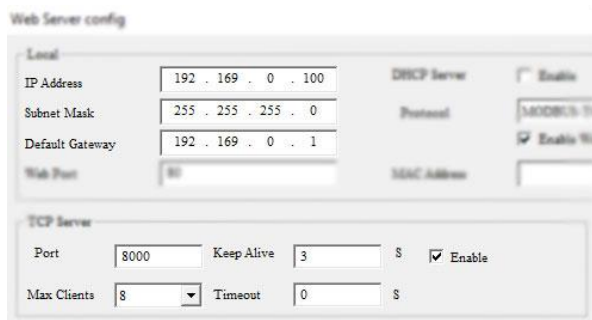 Web Server config
Local
IP Address 192 . 169 . 0 . 100 DHCP Server Enable
Subnet Mask 255 . 255 . 255 . 0 Protocol MODBUS-T
Default Gateway 192 . 169 . 0 . 1 Enable W
Web Port 80 MAC Address
TCP Server
Port 8000 Keep Alive 3 S Enable
Max Clients 8 Timeout 0 S